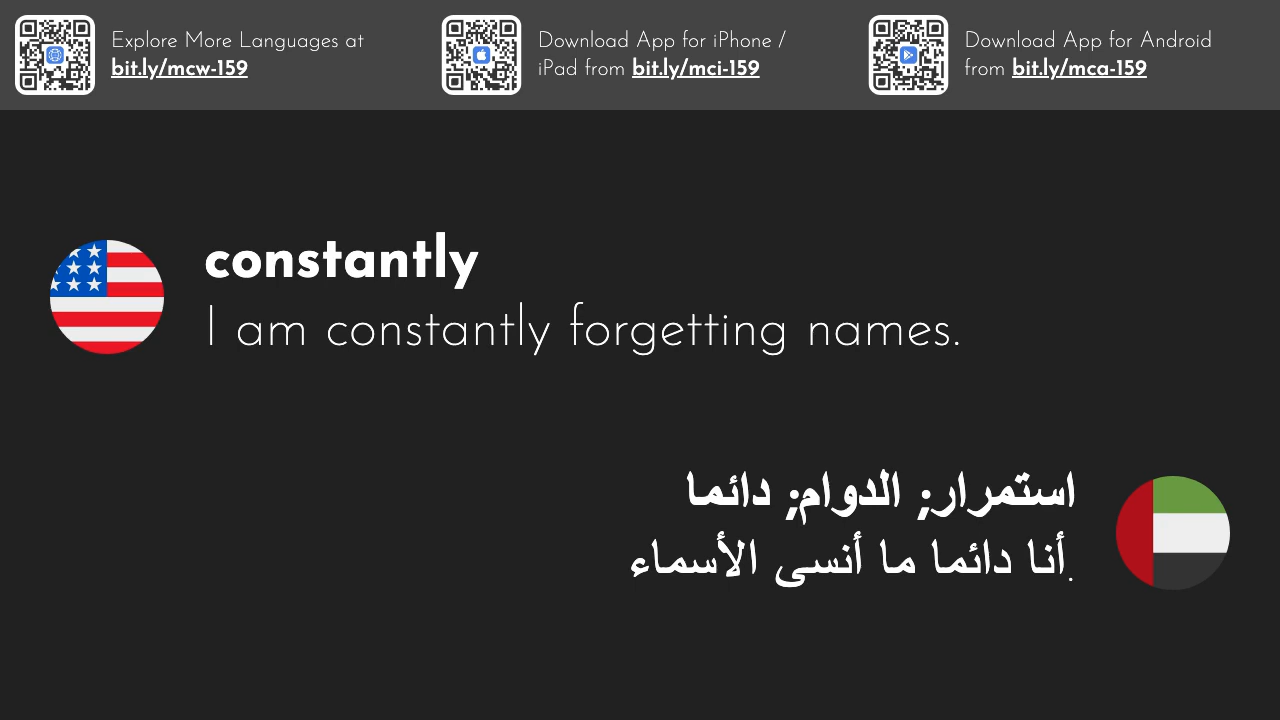 Explore More Languages at
bit.ly/mcw-159
Download App for iPhone /
iPad from bit.ly/mci-159
Download App for Android
from bit.ly/mca-159
constantly
I am constantly forgetting names.
استمرار; الدوام; دائما
أنا دائما ما أنسى الأسماء.